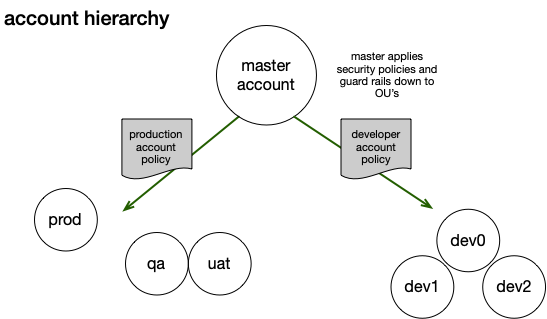 account hierarchy
master
account
master applies
security policies and
guard rails down to
OU's
production
account
policy
developer
account
policy
prod
qa
uat
dev0
dev1
dev2